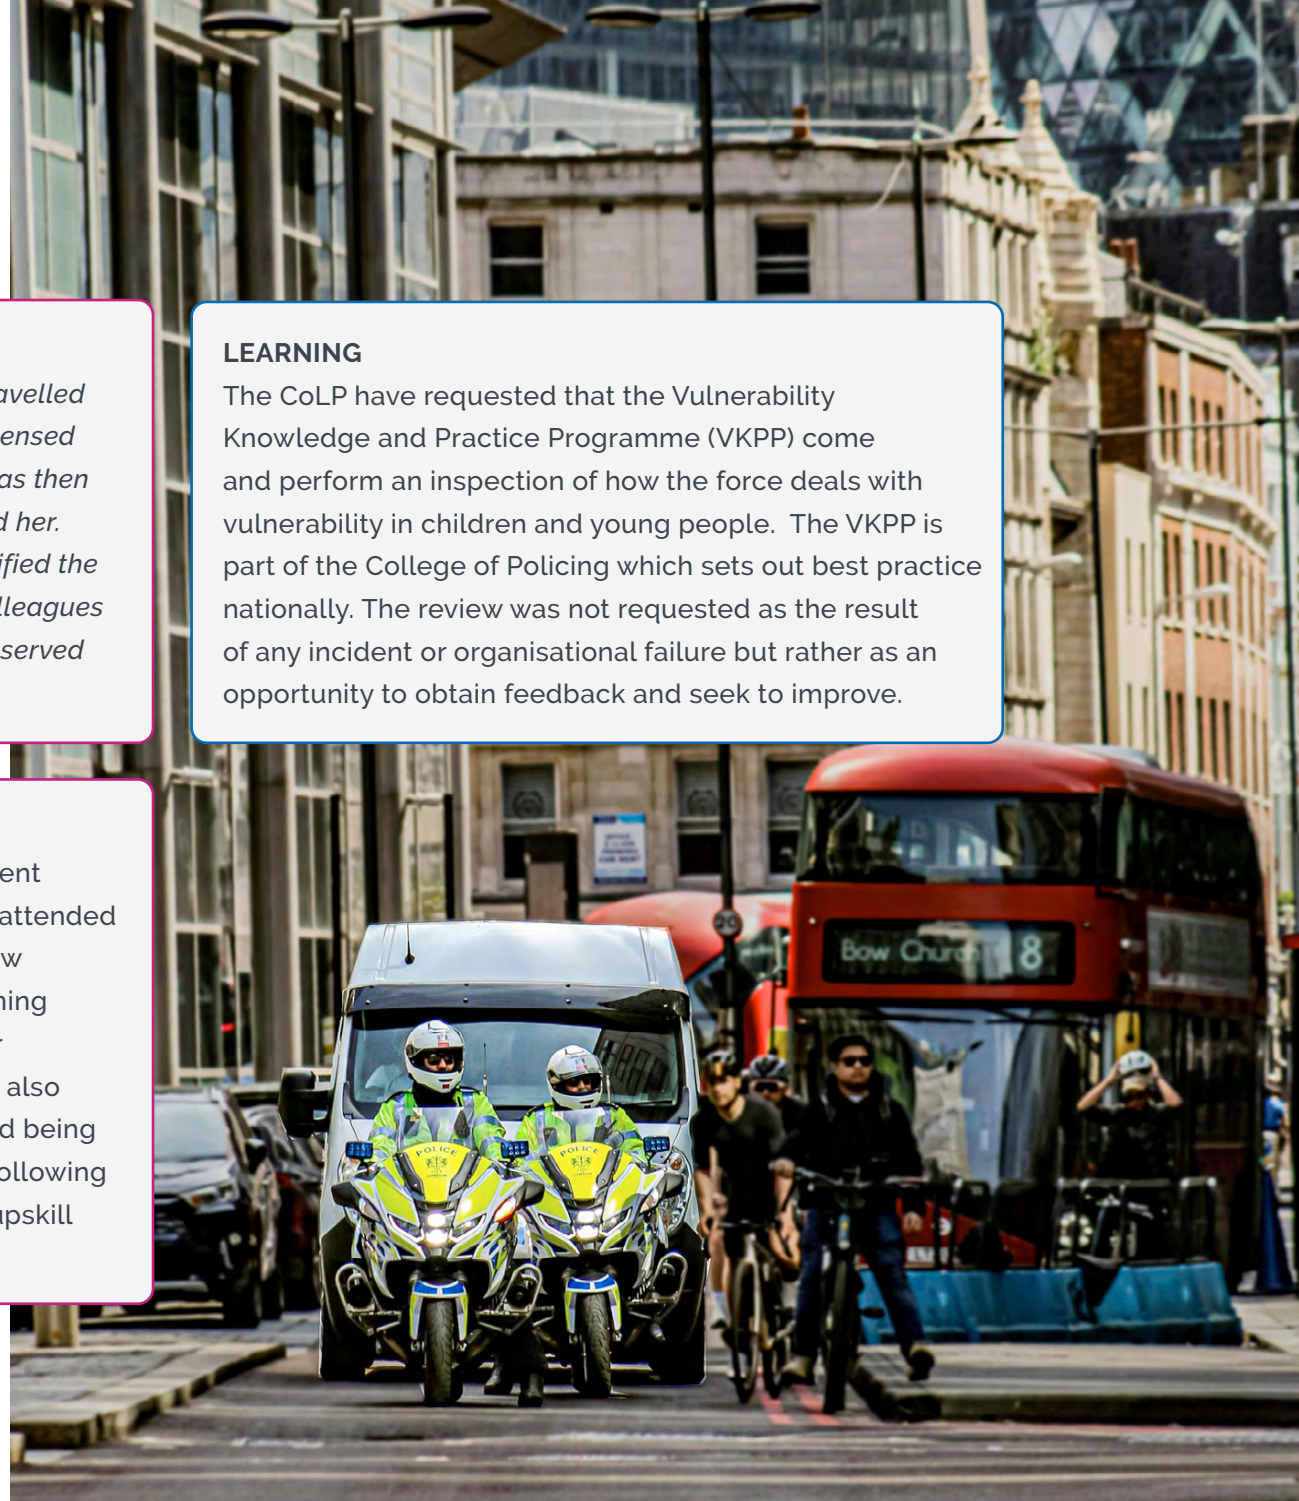 avelled
ensed
as then
d her.
ified the
lleagues
served
LEARNING
The CoLP have requested that the Vulnerability
Knowledge and Practice Programme (VKPP) come
and perform an inspection of how the force deals with
vulnerability in children and young people.  The VKPP is
part of the College of Policing which sets out best practice
nationally. The review was not requested as the result
of any incident or organisational failure but rather as an
opportunity to obtain feedback and seek to improve.
ent
attended
w
ning
also
d being
ollowing
upskill
Bow Church 8
20
POLICE
POLICE